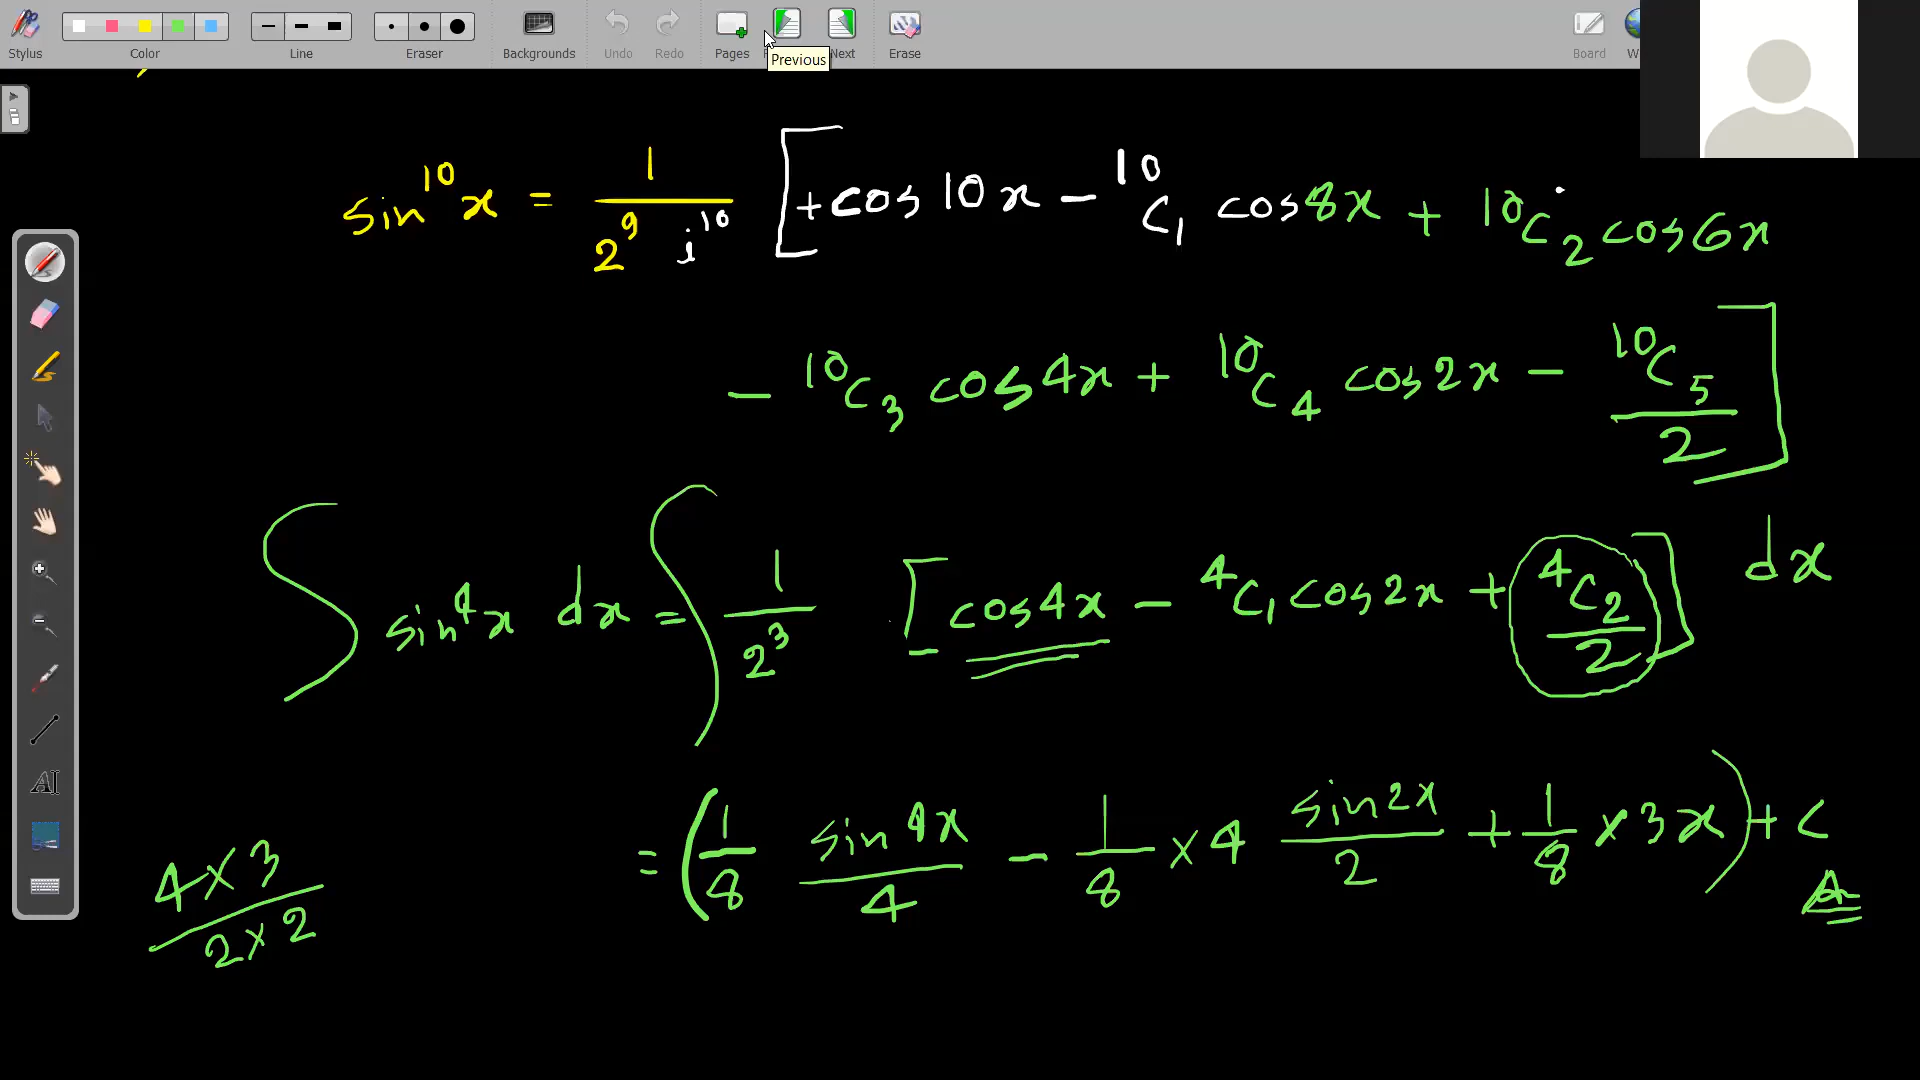 Stylus Color Line Eraser Backgrounds Undo Redo Pages Next Erase Board
Previous
sin¹⁰x = 1/(2⁹ i¹⁰) [+cos10x − ¹⁰C₁ cos8x + ¹⁰C₂ cos6x
− ¹⁰C₃ cos4x + ¹⁰C₄ cos2x − ¹⁰C₅/2]
∫ sin⁴x dx = ∫ 1/2³ [cos4x − ⁴C₁ cos2x + ⁴C₂/2] dx
= (1/8 sin4x/4 − 1/8 × 4 sin2x/2 + 1/8 × 3x) + C
(4×3)/(2×2)